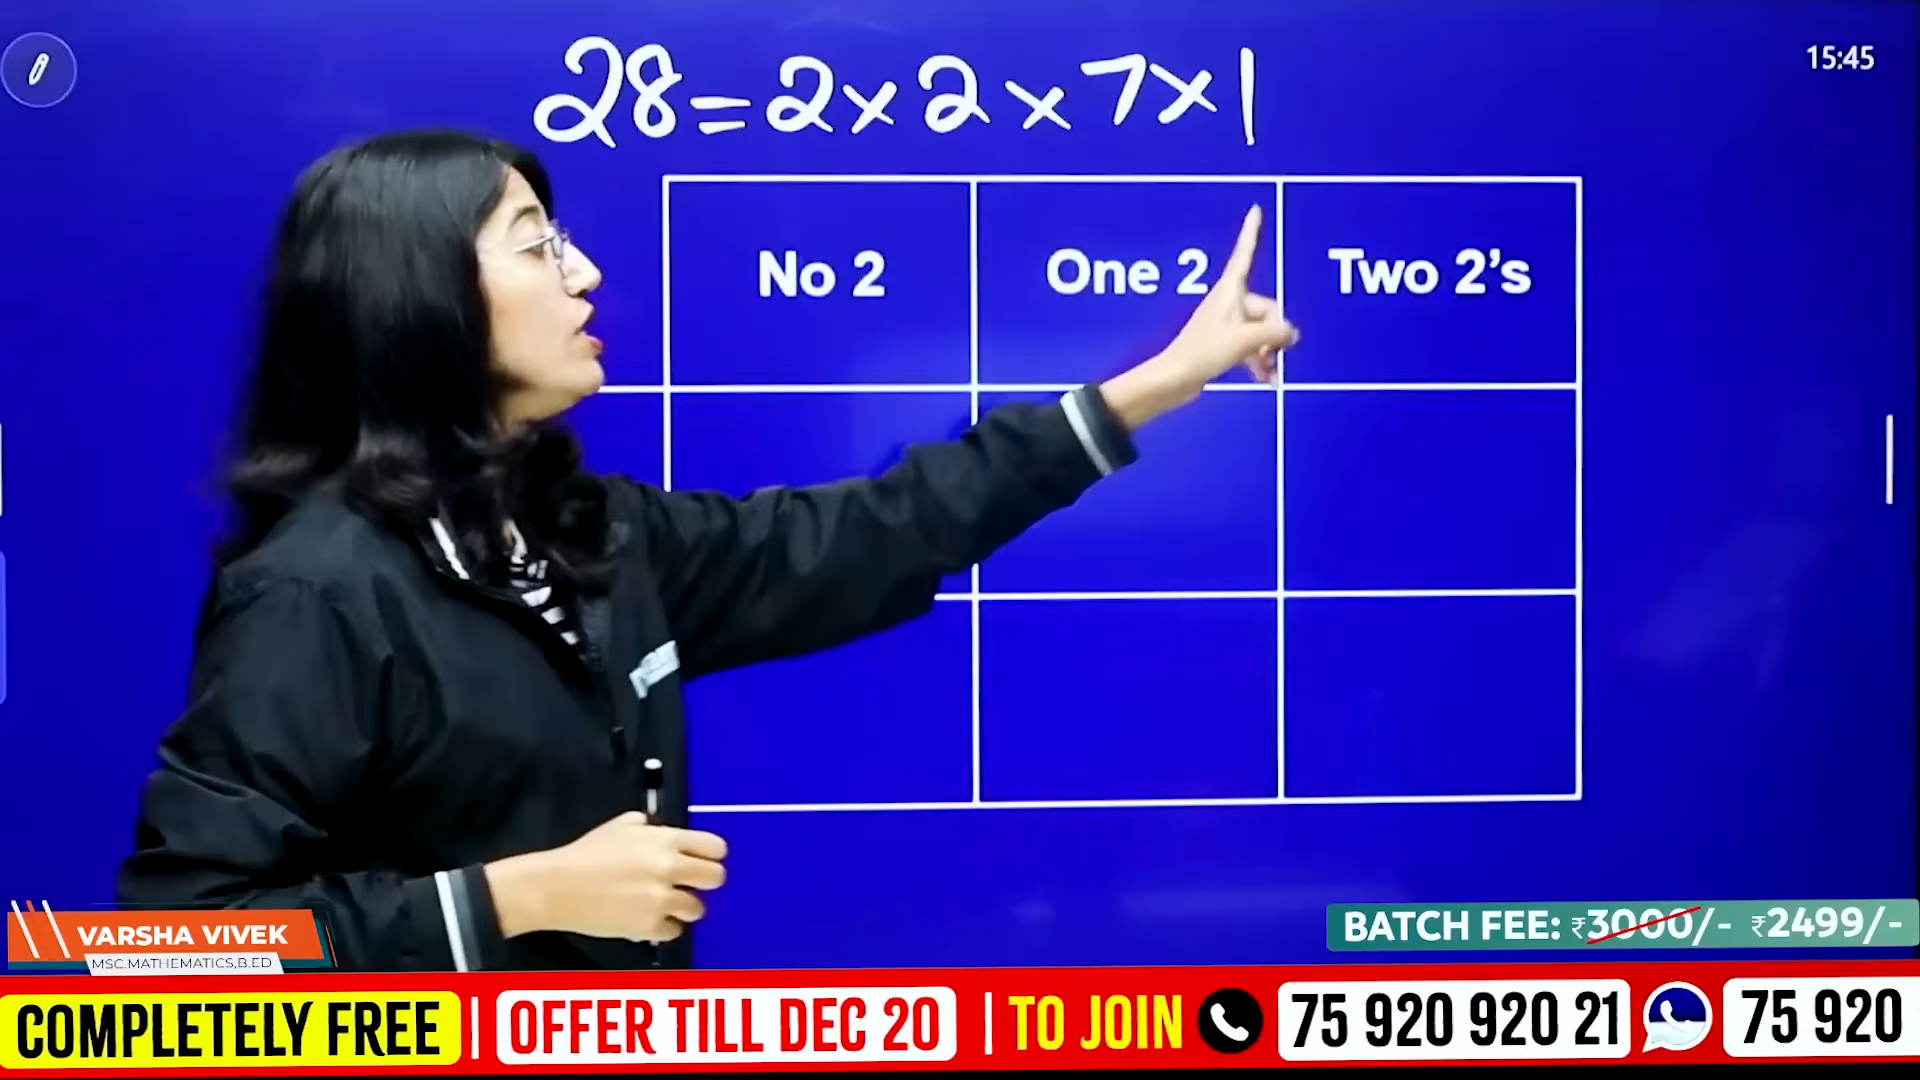 28=2×2×7×1
15:45
No 2
One 2
Two 2's
VARSHA VIVEK
MSC.MATHEMATICS,B.ED
BATCH FEE: ₹3000/- ₹2499/-
COMPLETELY FREE | OFFER TILL DEC 20 | TO JOIN 75 920 920 21 75 920